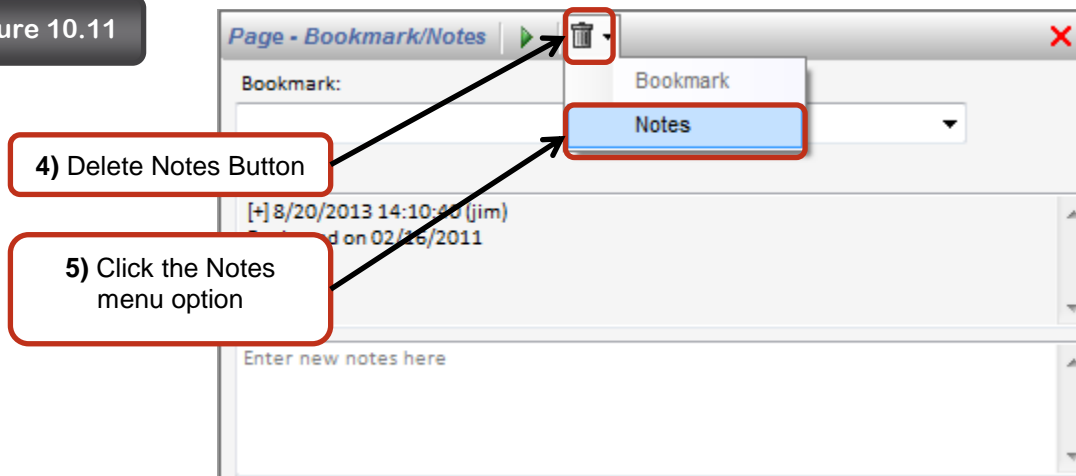 ure 10.11
Page - Bookmark/Notes
Bookmark:
Bookmark
Notes
4) Delete Notes Button
[+] 8/20/2013 14:10:40 (jim)
d on 02/16/2011
5) Click the Notes
menu option
Enter new notes here